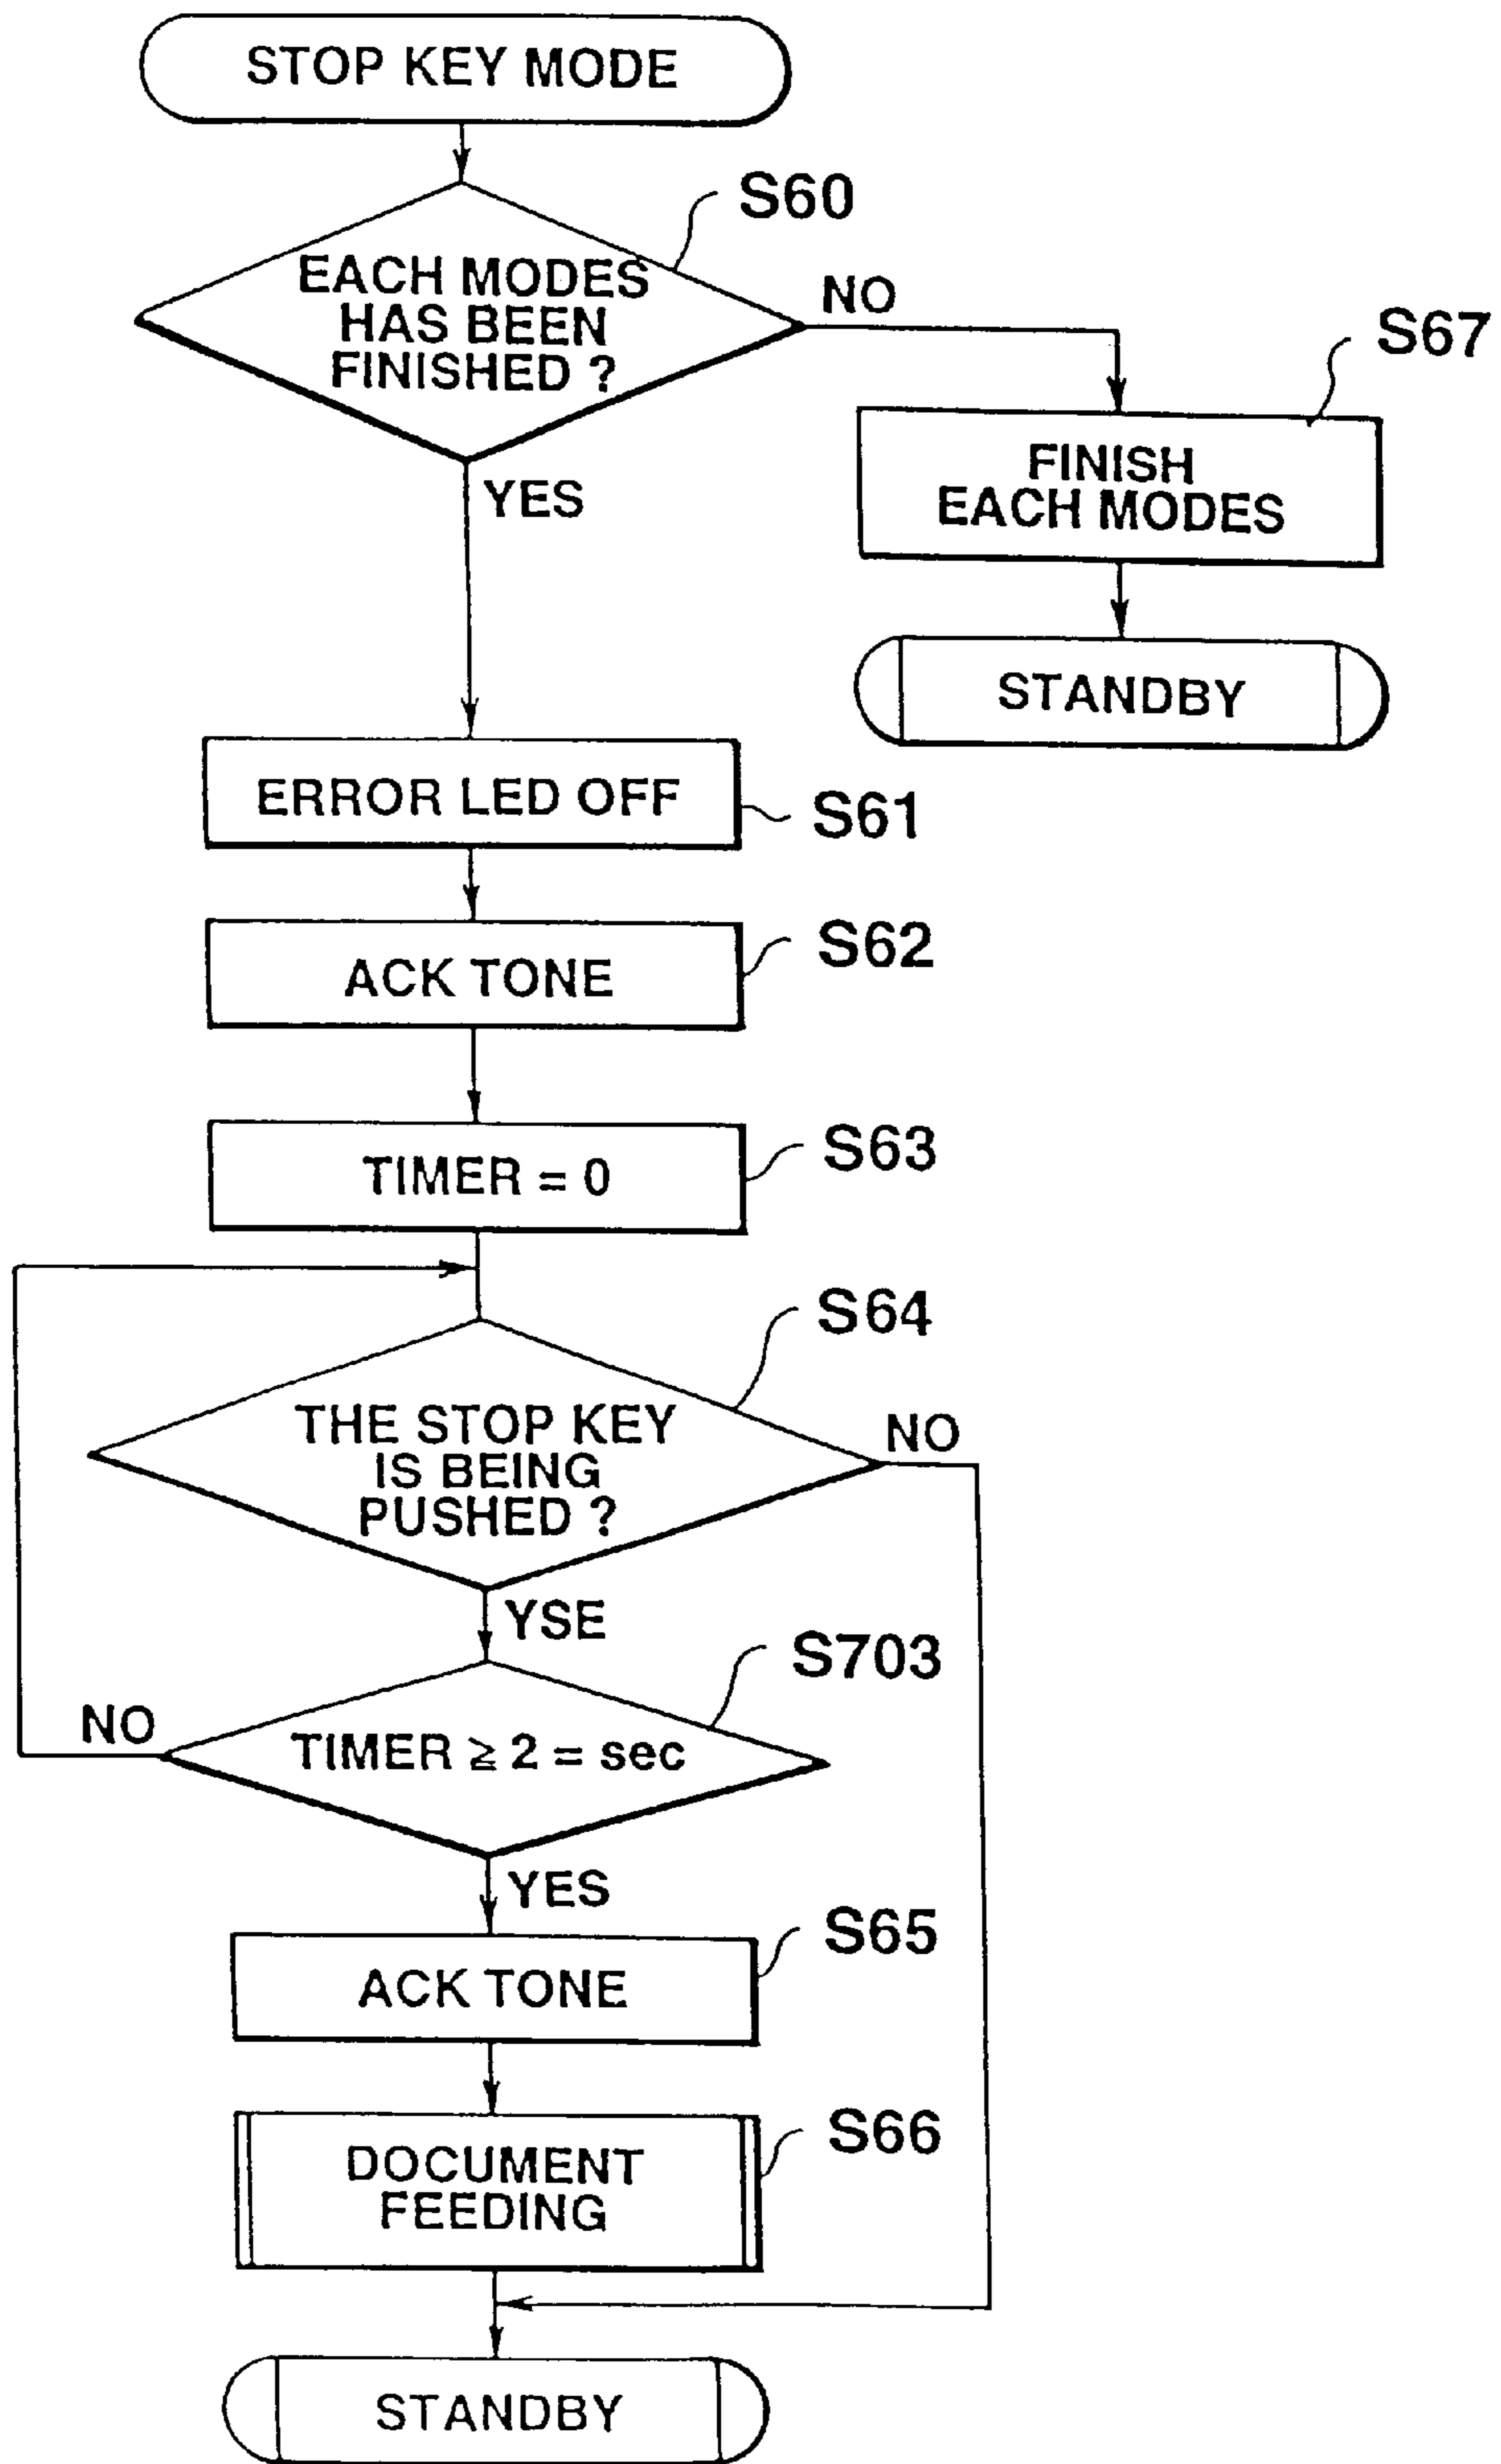 STOP KEY MODE
S60
EACH MODES
HAS BEEN
FINISHED ?
NO
S67
FINISH
EACH MODES
YES
STANDBY
ERROR LED OFF
S61
ACK TONE
S62
TIMER = 0
S63
S64
THE STOP KEY
IS BEING
PUSHED ?
NO
YSE
S703
NO
TIMER ≧ 2 = sec
YES
ACK TONE
S65
DOCUMENT
FEEDING
S66
STANDBY